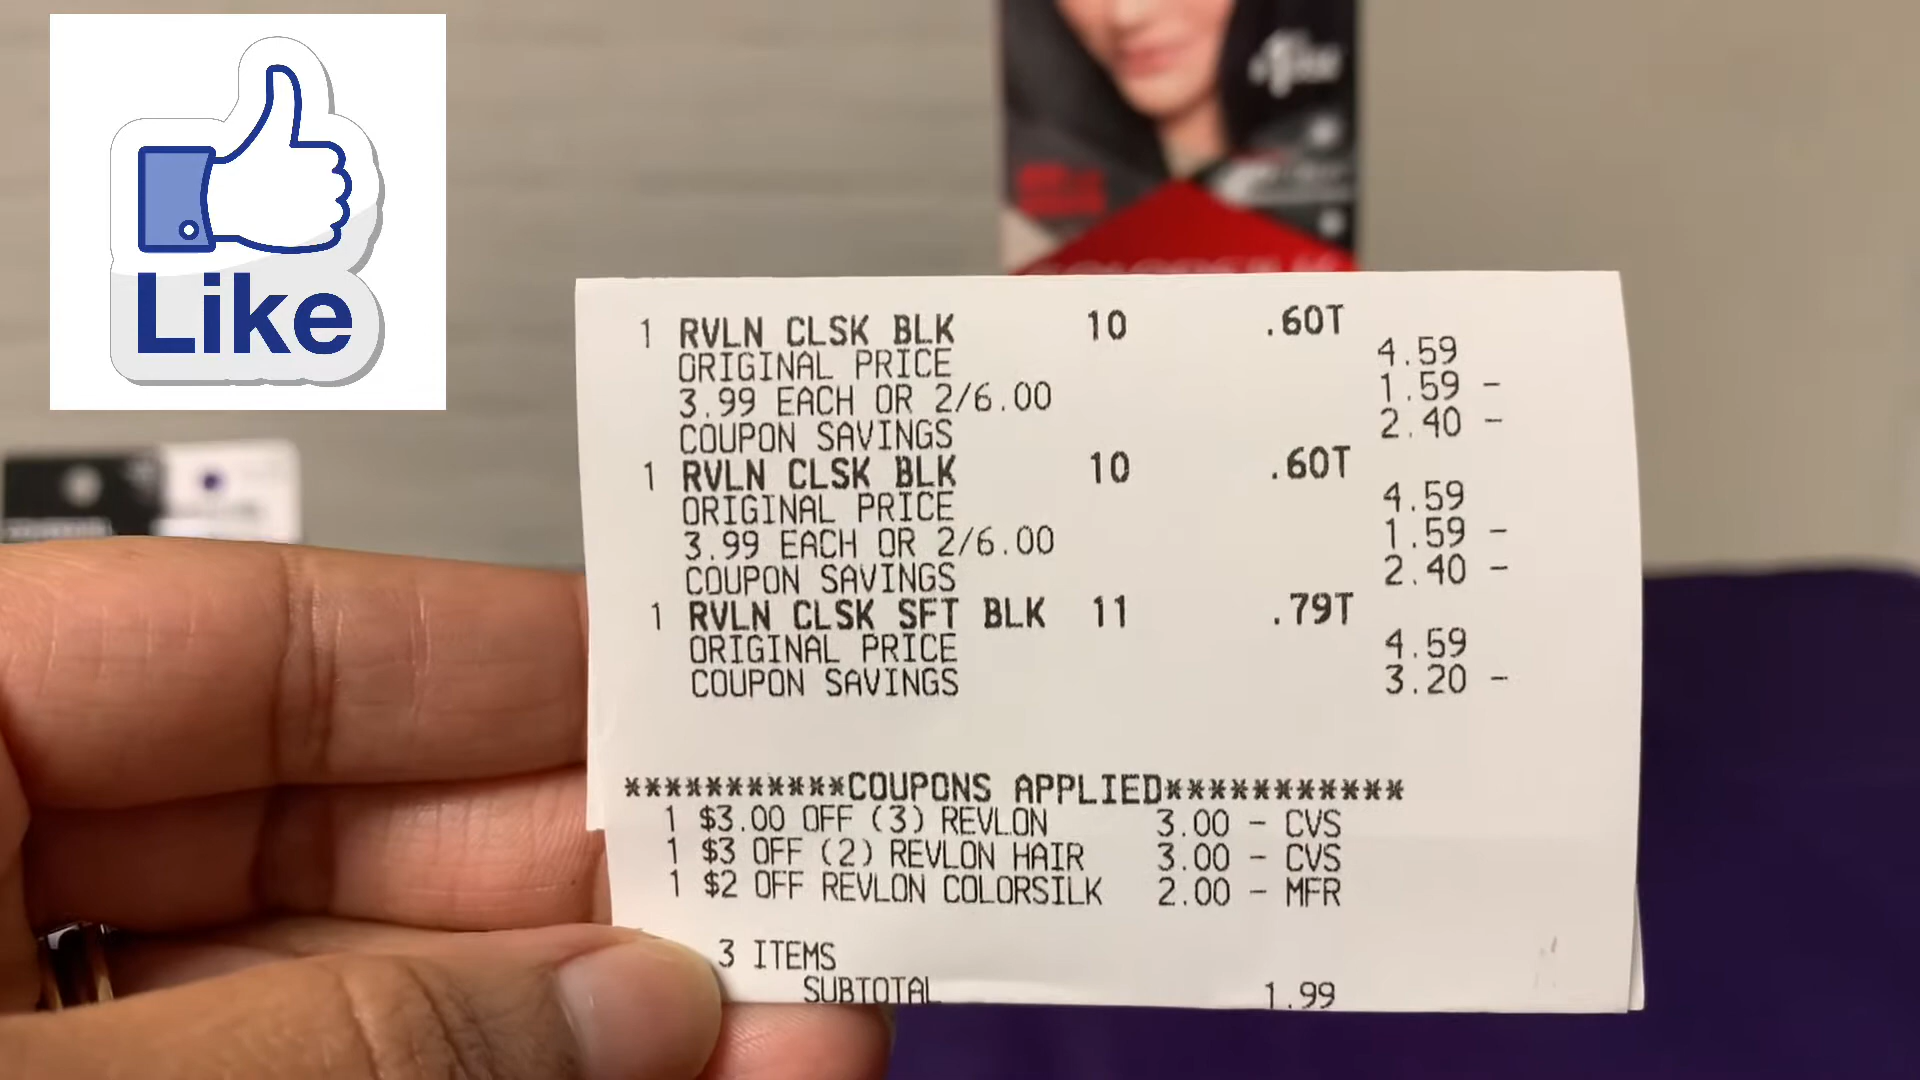 Like
1 RVLN CLSK BLK 10 .60T
ORIGINAL PRICE 4.59
3.99 EACH OR 2/6.00 1.59 -
COUPON SAVINGS 2.40 -
1 RVLN CLSK BLK 10 .60T
ORIGINAL PRICE 4.59
3.99 EACH OR 2/6.00 1.59 -
COUPON SAVINGS 2.40 -
1 RVLN CLSK SFT BLK 11 .79T
ORIGINAL PRICE 4.59
COUPON SAVINGS 3.20 -
***********COUPONS APPLIED************
1 $3.00 OFF (3) REVLON 3.00 - CVS
1 $3 OFF (2) REVLON HAIR 3.00 - CVS
1 $2 OFF REVLON COLORSILK 2.00 - MFR
3 ITEMS
SUBTOTAL 1.99